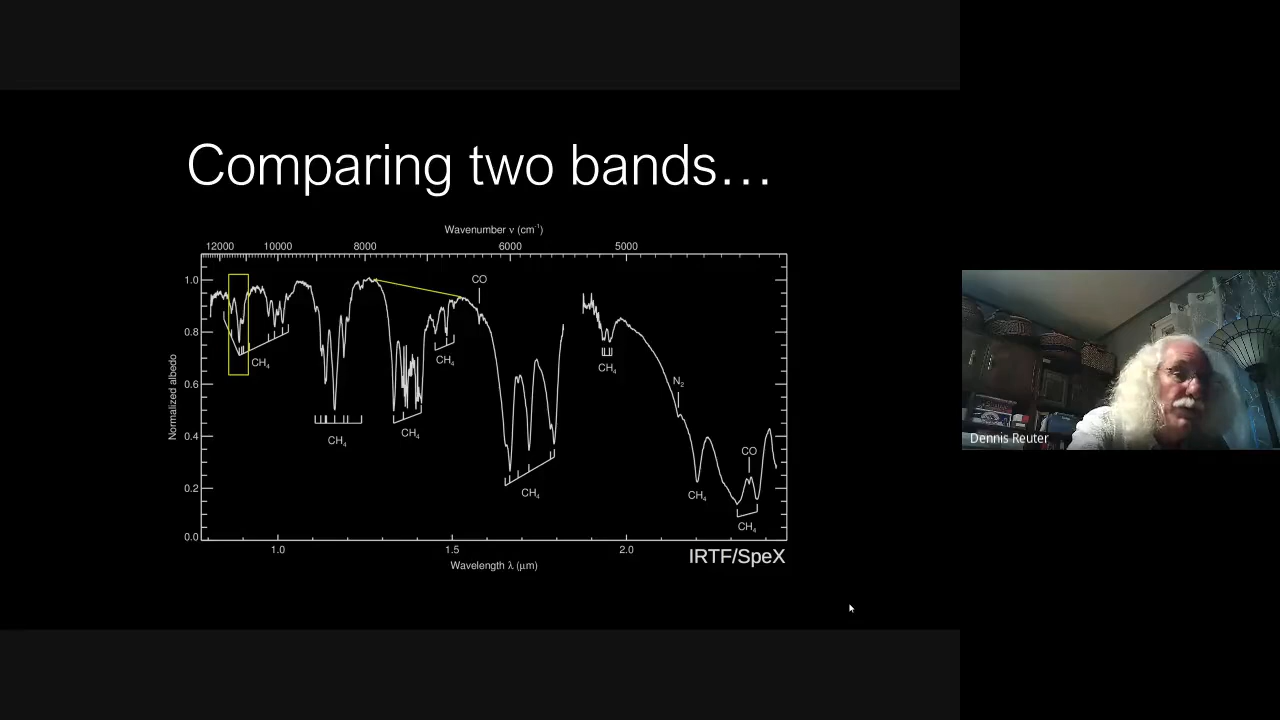 Comparing two bands…
Wavenumber ν (cm⁻¹)
12000 10000 8000 6000 5000
Normalized albedo
1.0
0.8
0.6
0.4
0.2
0.0
CH₄
CH₄
CH₄
CH₄
CO
CH₄
CH₄
N₂
CH₄
CO
CH₄
1.0 1.5 2.0
Wavelength λ (μm)
IRTF/SpeX
Dennis Reuter